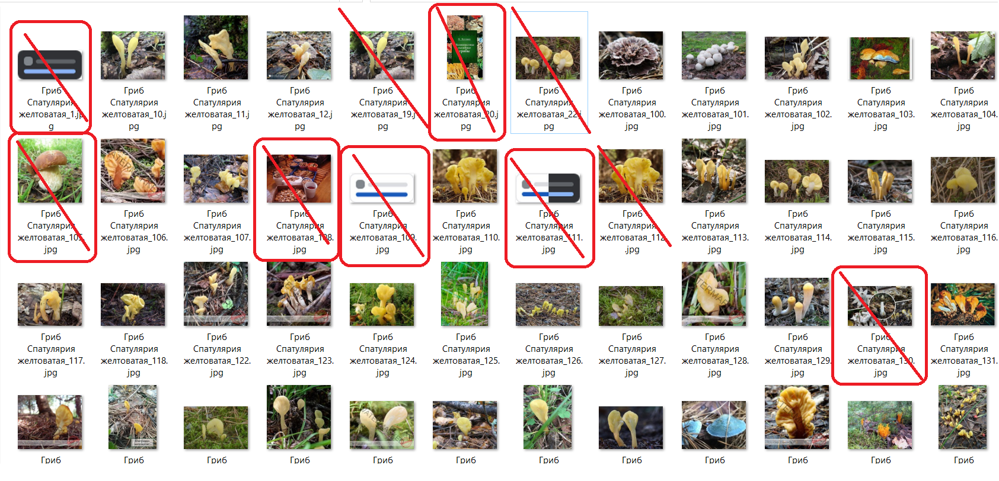 Гриб
Спатулярия
желтоватая_1.jp
g
Гриб
Спатулярия
желтоватая_10.j
pg
Гриб
Спатулярия
желтоватая_11.j
pg
Гриб
Спатулярия
желтоватая_12.j
pg
Гриб
Спатулярия
желтоватая_19.j
pg
Гриб
Спатулярия
желтоватая_20.j
pg
Гриб
Спатулярия
желтоватая_22.j
pg
Гриб
Спатулярия
желтоватая_100.
jpg
Гриб
Спатулярия
желтоватая_101.
jpg
Гриб
Спатулярия
желтоватая_102.
jpg
Гриб
Спатулярия
желтоватая_103.
jpg
Гриб
Спатулярия
желтоватая_104.
jpg
Гриб
Спатулярия
желтоватая_105.
jpg
Гриб
Спатулярия
желтоватая_106.
jpg
Гриб
Спатулярия
желтоватая_107.
jpg
Гриб
Спатулярия
желтоватая_108.
jpg
Гриб
Спатулярия
желтоватая_109.
jpg
Гриб
Спатулярия
желтоватая_110.
jpg
Гриб
Спатулярия
желтоватая_111.
jpg
Гриб
Спатулярия
желтоватая_112
.jpg
Гриб
Спатулярия
желтоватая_113.
jpg
Гриб
Спатулярия
желтоватая_114.
jpg
Гриб
Спатулярия
желтоватая_115.
jpg
Гриб
Спатулярия
желтоватая_116.
jpg
Гриб
Спатулярия
желтоватая_117.
jpg
Гриб
Спатулярия
желтоватая_118.
jpg
Гриб
Спатулярия
желтоватая_122.
jpg
Гриб
Спатулярия
желтоватая_123.
jpg
Гриб
Спатулярия
желтоватая_124.
jpg
Гриб
Спатулярия
желтоватая_125.
jpg
Гриб
Спатулярия
желтоватая_126.
jpg
Гриб
Спатулярия
желтоватая_127.
jpg
Гриб
Спатулярия
желтоватая_128.
jpg
Гриб
Спатулярия
желтоватая_129.
jpg
Гриб
Спатулярия
желтоватая_130.
jpg
Гриб
Спатулярия
желтоватая_131.
jpg
Гриб
Гриб
Гриб
Гриб
Гриб
Гриб
Гриб
Гриб
Гриб
Гриб
Гриб
Гриб